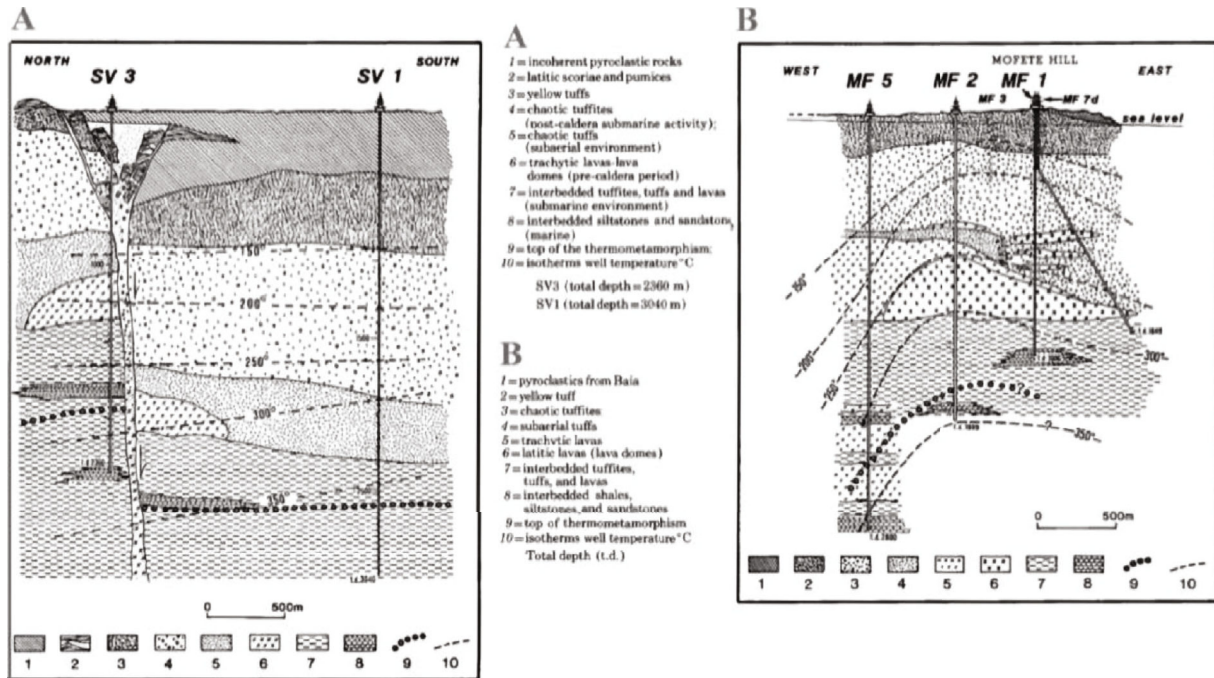 A
NORTH
SOUTH
SV 3
SV 1
150°
200°
250°
300°
350°
t.d.3040
0 500m
1 2 3 4 5 6 7 8 9 10
A
1 = incoherent pyroclastic rocks
2 = latitic scoriae and pumices
3 = yellow tuffs
4 = chaotic tuffites
(post-caldera submarine activity);
5 = chaotic tuffs
(subaerial environment)
6 = trachytic lavas-lava
domes (pre-caldera period)
7 = interbedded tuffites, tuffs and lavas
(submarine environment)
8 = interbedded siltstones and sandston
(marine)
9 = top of the thermometamorphism;
10 = isotherms well temperature °C
SV3 (total depth = 2360 m)
SV1 (total depth = 3040 m)
B
1 = pyroclastics from Baia
2 = yellow tuff
3 = chaotic tuffites
4 = subaerial tuffs
5 = trachytic lavas
6 = latitic lavas (lava domes)
7 = interbedded tuffites,
tuffs, and lavas
8 = interbedded shales,
siltstones, and sandstones
9 = top of thermometamorphism
10 = isotherms well temperature °C
Total depth (t.d.)
B
MOFETE HILL
WEST
EAST
MF 5
MF 2
MF 1
MF 3
MF 7d
sea level
150°
200°
250°
300°
?
?
350°
0 500m
1 2 3 4 5 6 7 8 9 10